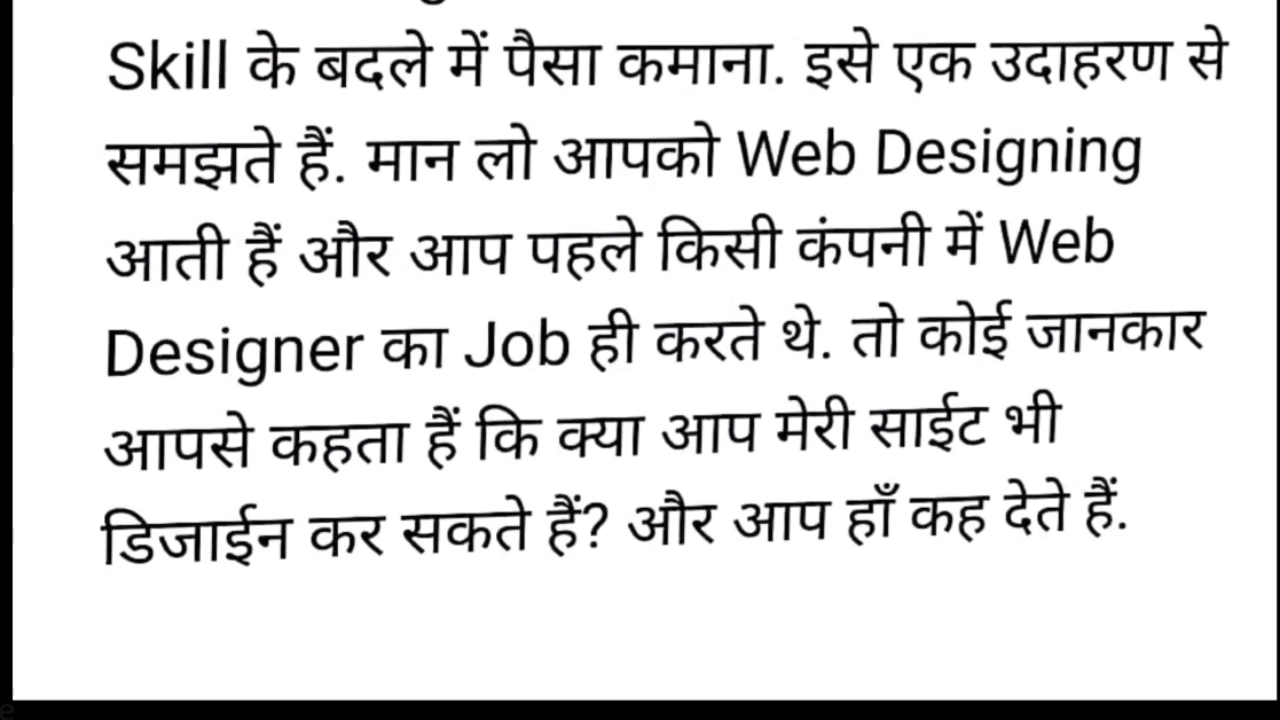 Skill के बदले में पैसा कमाना. इसे एक उदाहरण से
समझते हैं. मान लो आपको Web Designing
आती हैं और आप पहले किसी कंपनी में Web
Designer का Job ही करते थे. तो कोई जानकार
आपसे कहता हैं कि क्या आप मेरी साईट भी
डिजाईन कर सकते हैं? और आप हाँ कह देते हैं.